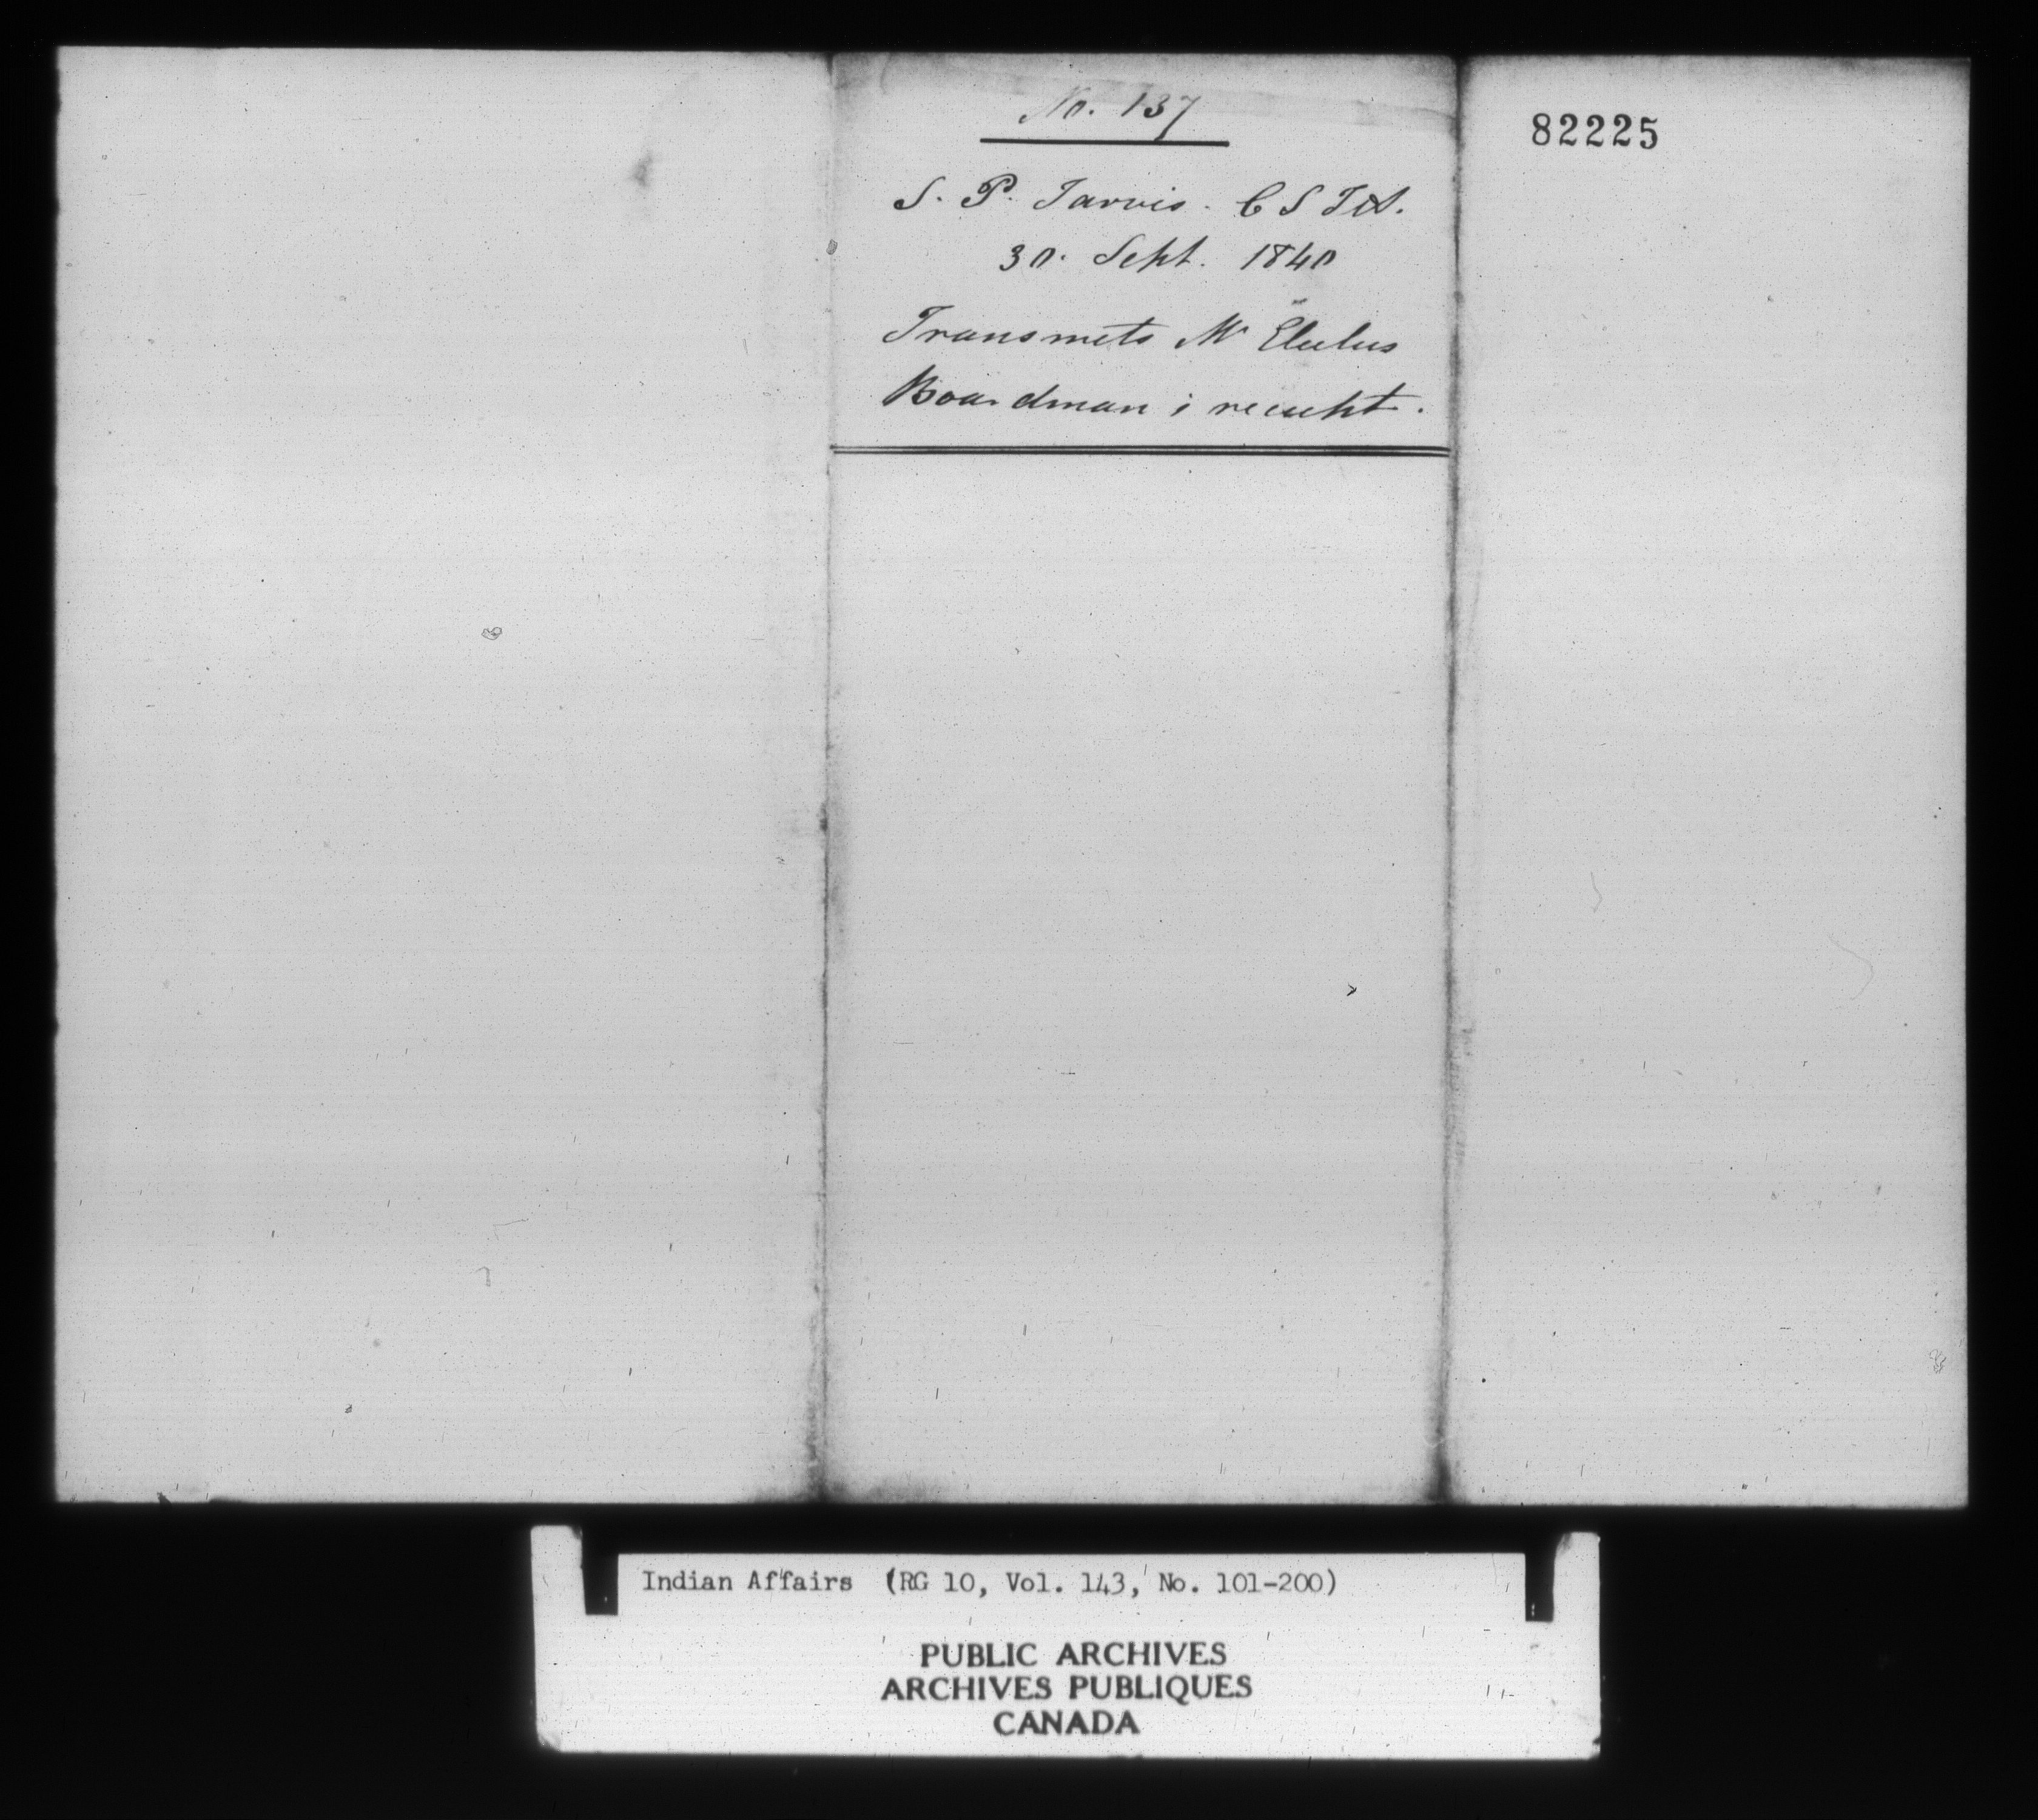 No. 137
S. P. Jarvis. C S I A.
30. Sept. 1840
Transmits Mr
Boardman's receipt.
82225
Indian Affairs (RG 10, Vol. 143, No. 101-200)
PUBLIC ARCHIVES
ARCHIVES PUBLIQUES
CANADA